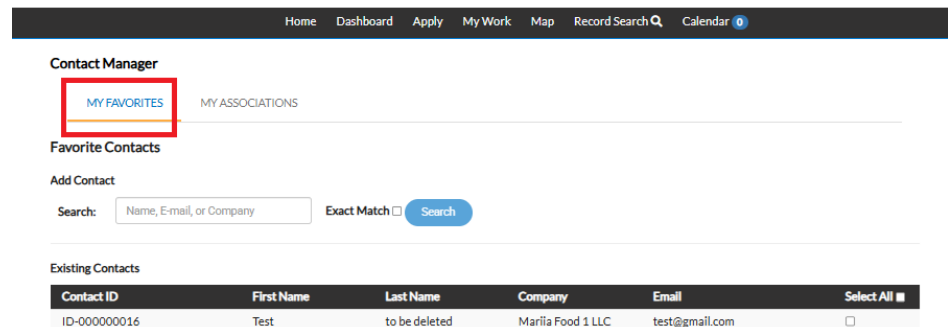 Home Dashboard Apply My Work Map Record Search Calendar 0
Contact Manager
MY FAVORITES MY ASSOCIATIONS
Favorite Contacts
Add Contact
Search: Name, E-mail, or Company Exact Match Search
Existing Contacts
Contact ID First Name Last Name Company Email Select All
ID-000000016 Test to be deleted Mariia Food 1 LLC test@gmail.com